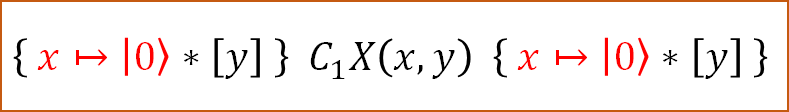 { x ↦ |0⟩ ∗ [y] } C₁X(x, y) { x ↦ |0⟩ ∗ [y] }